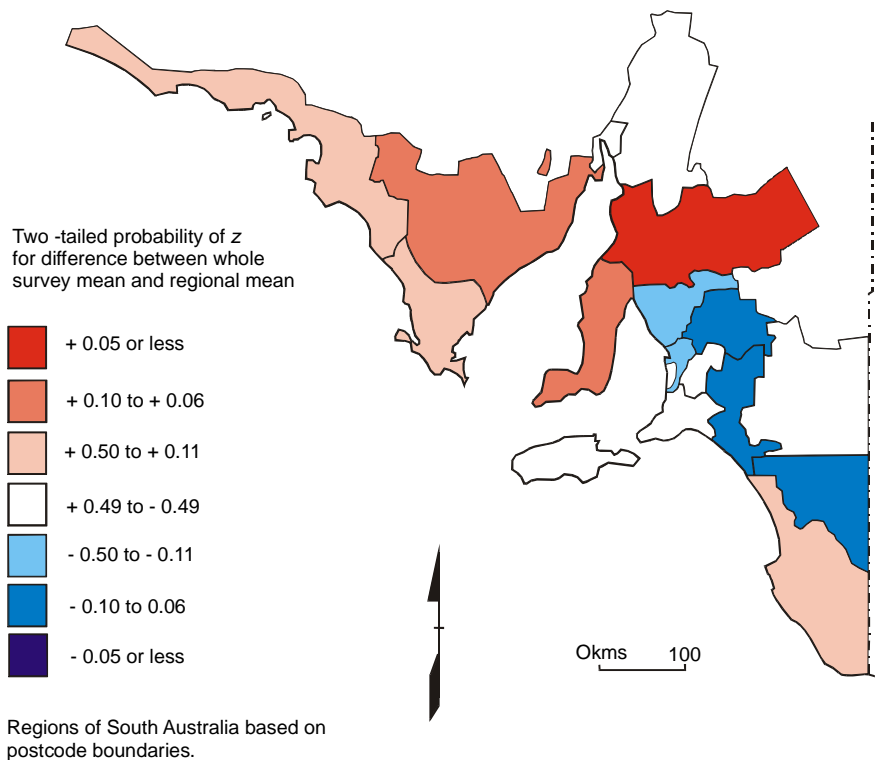 Two -tailed probability of z
for difference between whole
survey mean and regional mean
+ 0.05 or less
+ 0.10 to + 0.06
+ 0.50 to + 0.11
+ 0.49 to - 0.49
- 0.50 to - 0.11
- 0.10 to 0.06
- 0.05 or less
Okms 100
Regions of South Australia based on
postcode boundaries.